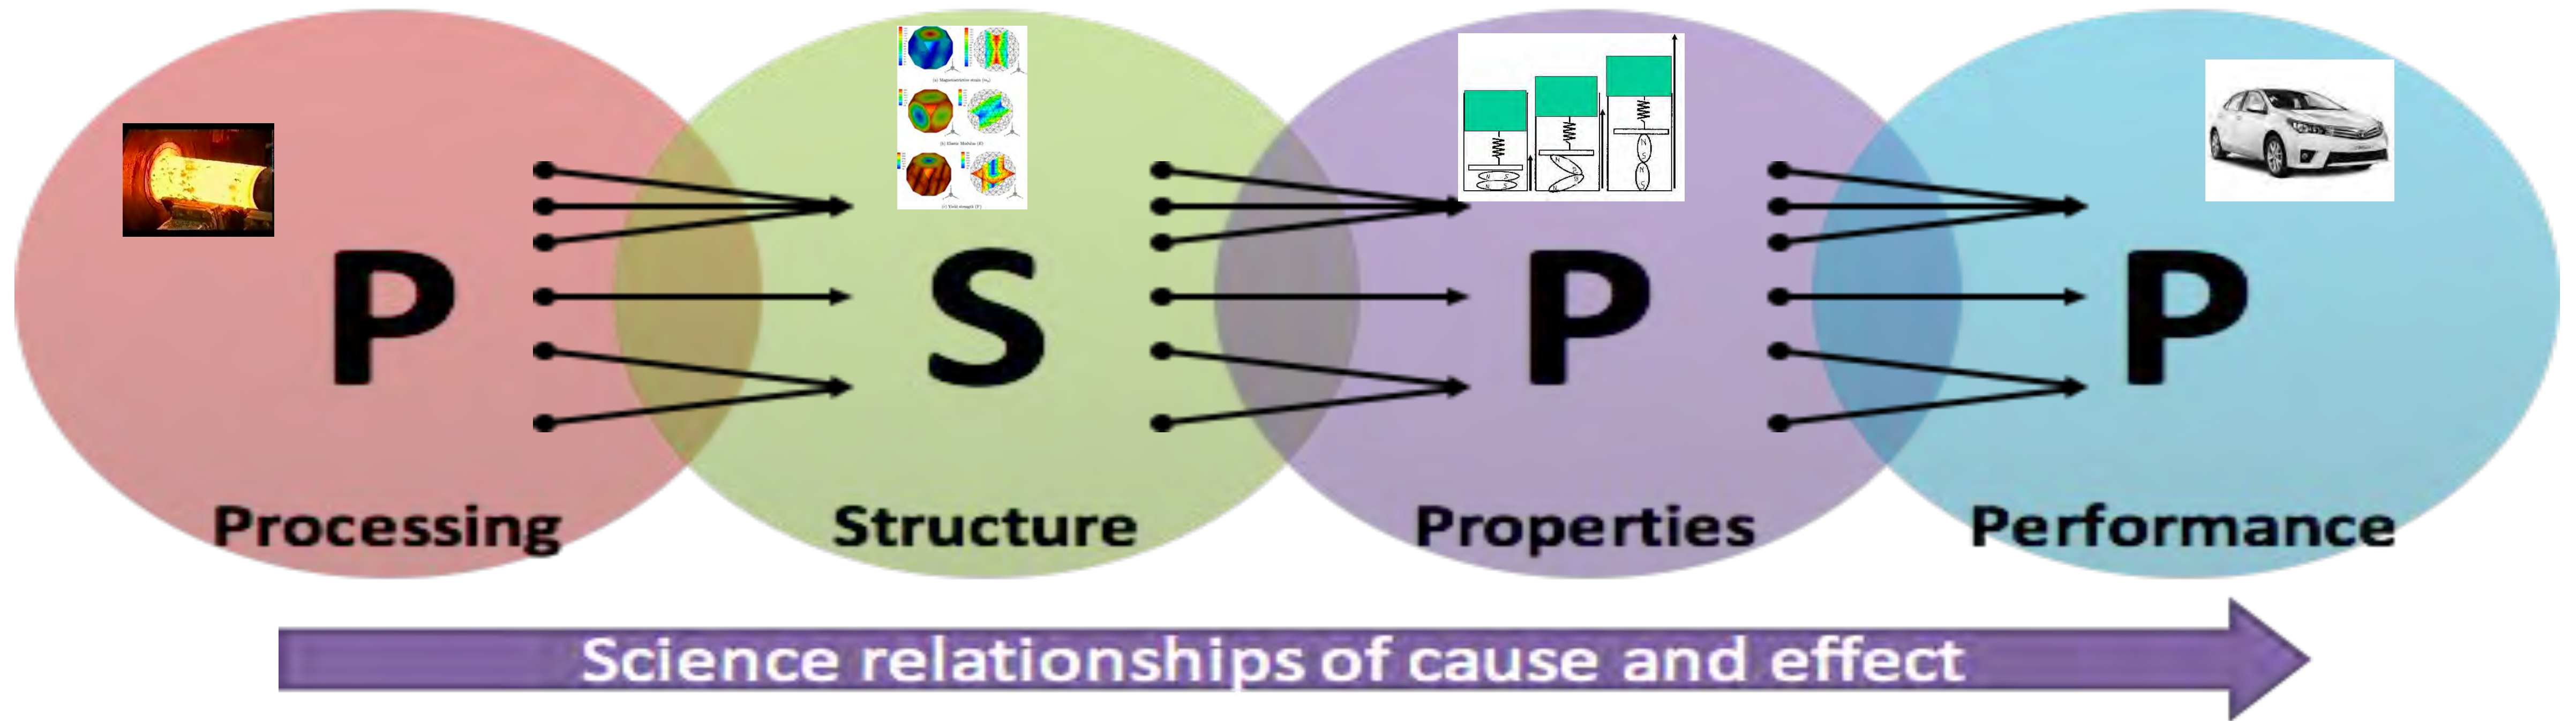 P
S
P
P
Processing
Structure
Properties
Performance
Science relationships of cause and effect